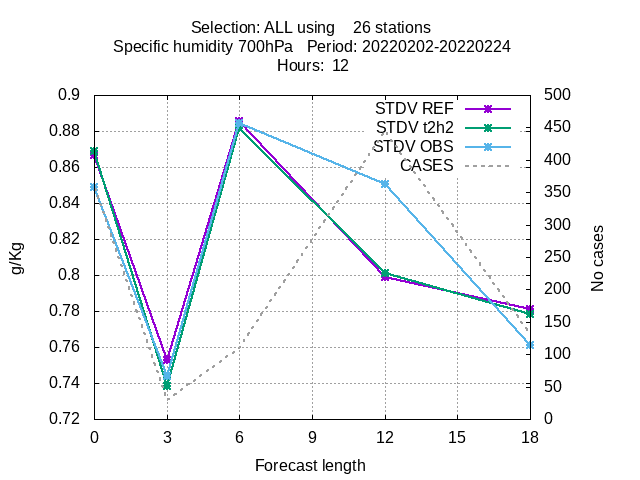 Selection: ALL using    26 stations
Specific humidity 700hPa   Period: 20220202-20220224
Hours:  12
STDV REF
STDV t2h2
STDV OBS
CASES
0.9
0.88
0.86
0.84
0.82
0.8
0.78
0.76
0.74
0.72
g/Kg
500
450
400
350
300
250
200
150
100
50
0
No cases
0 3 6 9 12 15 18
Forecast length